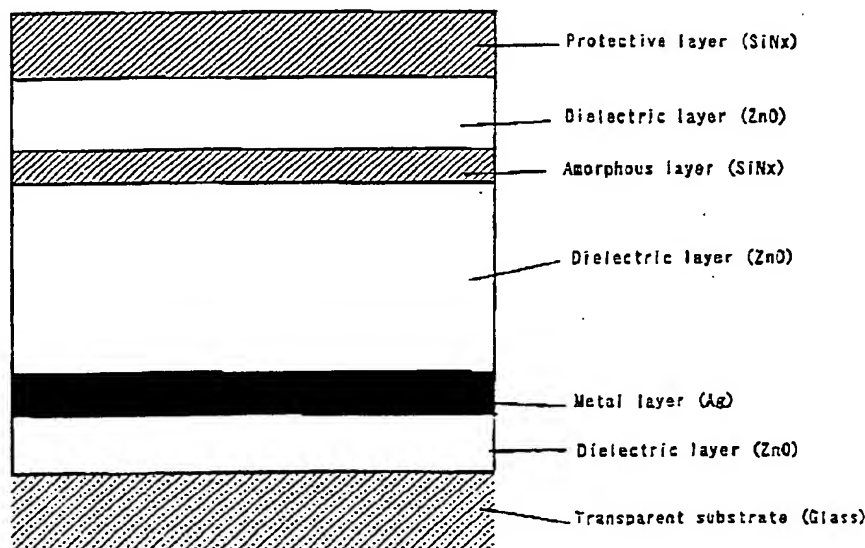 Protective layer (SiNx)
Dielectric layer (ZnO)
Amorphous layer (SiNx)
Dielectric layer (ZnO)
Metal layer (Ag)
Dielectric layer (ZnO)
Transparent substrate (Glass)